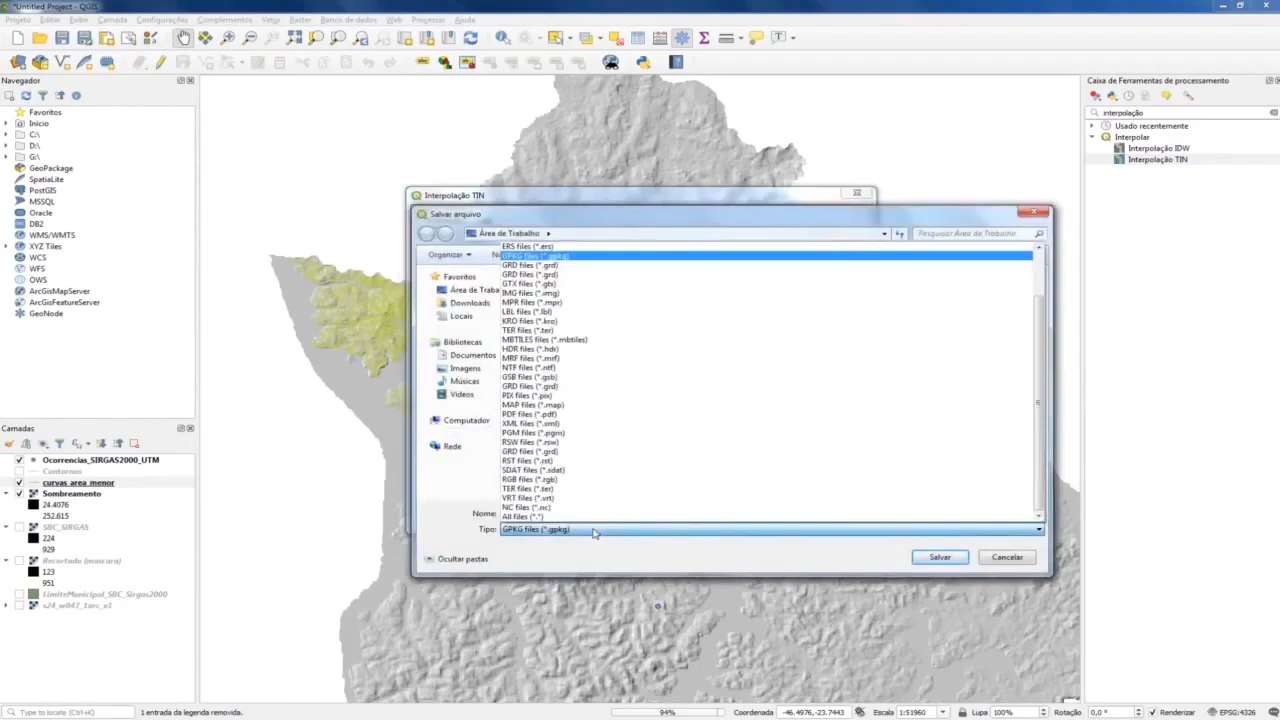 *Untitled Project - QGIS
Projeto Editar Exibir Camada Configurações Complementos Vetor Raster Banco de dados Web Processar Ajuda
Navegador
Favoritos
Início
C:\
D:\
G:\
GeoPackage
SpatiaLite
PostGIS
MSSQL
Oracle
DB2
WMS/WMTS
XYZ Tiles
WCS
WFS
OWS
ArcGisMapServer
ArcGisFeatureServer
GeoNode
Camadas
Ocorrencias_SIRGAS2000_UTM
Contornos
curvas_area_menor
Sombreamento
24.4076
252.615
SBC_SIRGAS
224
929
Recortado (mascara)
123
951
LimiteMunicipal_SBC_Sirgas2000
s24_w047_1arc_v3
Interpolação TIN
Salvar arquivo
Área de Trabalho
Pesquisar Área de Trabalho
Organizar
Favoritos
Área de Traba
Downloads
Locais
Bibliotecas
Documentos
Imagens
Músicas
Vídeos
Computador
Rede
ERS files (*.ers)
GPKG files (*.gpkg)
GRD files (*.grd)
GRD files (*.grd)
GTX files (*.gtx)
IMG files (*.img)
MPR files (*.mpr)
LBL files (*.lbl)
KRO files (*.kro)
TER files (*.ter)
MBTILES files (*.mbtiles)
HDR files (*.hdr)
MRF files (*.mrf)
NTF files (*.ntf)
GSB files (*.gsb)
GRD files (*.grd)
PIX files (*.pix)
MAP files (*.map)
PDF files (*.pdf)
XML files (*.xml)
PGM files (*.pgm)
RSW files (*.rsw)
GRD files (*.grd)
RST files (*.rst)
SDAT files (*.sdat)
RGB files (*.rgb)
TER files (*.ter)
VRT files (*.vrt)
NC files (*.nc)
All files (*.*)
Nome:
Tipo: GPKG files (*.gpkg)
Ocultar pastas
Salvar Cancelar
Caixa de Ferramentas de processamento
interpolação
Usado recentemente
Interpolar
Interpolação IDW
Interpolação TIN
Type to locate (Ctrl+K) 1 entrada da legenda removida. 94% Coordenada -46.4976,-23.7443 Escala 1:51960 Lupa 100% Rotação 0,0 ° Renderizar EPSG:4326